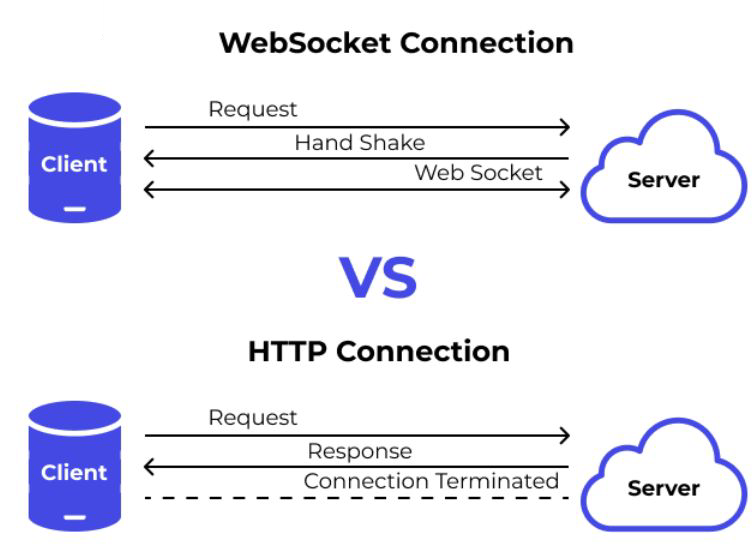 WebSocket Connection
Request
Hand Shake
Client
Web Socket
Server
VS
HTTP Connection
Request
Response
Client
Connection Terminated
Server